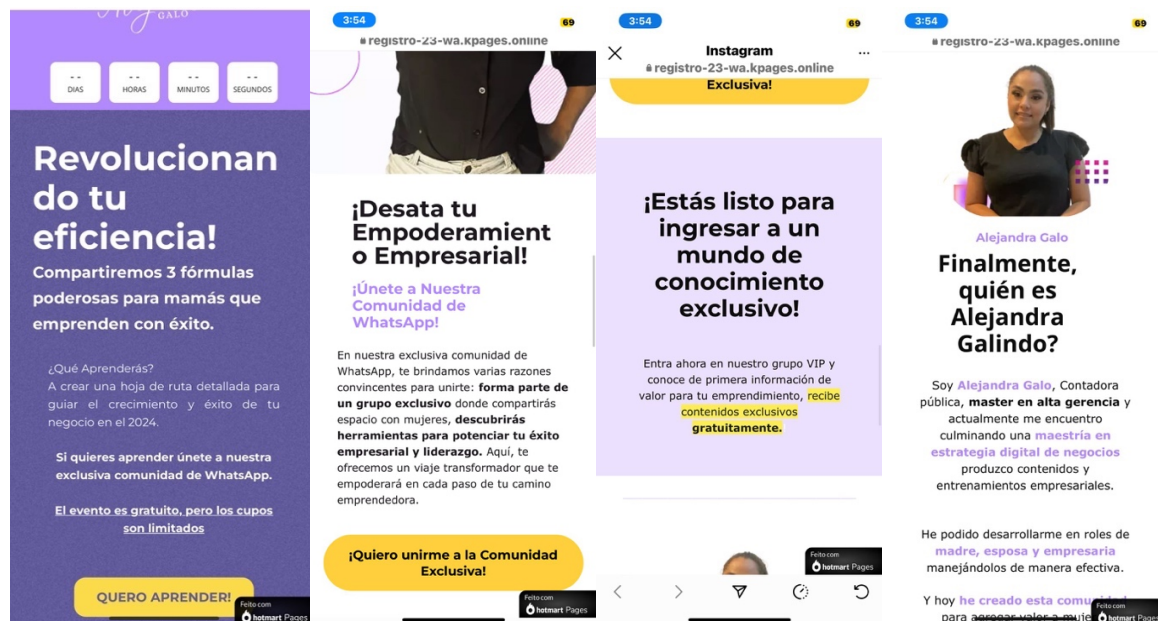 GALO
-- -- -- --
DIAS HORAS MINUTOS SEGUNDOS
Revolucionan
do tu
eficiencia!
Compartiremos 3 fórmulas
poderosas para mamás que
emprenden con éxito.
¿Qué Aprenderás?
A crear una hoja de ruta detallada para
guiar el crecimiento y éxito de tu
negocio en el 2024.
Si quieres aprender únete a nuestra
exclusiva comunidad de WhatsApp.
El evento es gratuito, pero los cupos
son limitados
QUERO APRENDER!
Feito com
hotmart Pages
3:54
69
registro-23-wa.kpages.online
¡Desata tu
Empoderamient
o Empresarial!
¡Únete a Nuestra
Comunidad de
WhatsApp!
En nuestra exclusiva comunidad de
WhatsApp, te brindamos varias razones
convincentes para unirte: forma parte de
un grupo exclusivo donde compartirás
espacio con mujeres, descubrirás
herramientas para potenciar tu éxito
empresarial y liderazgo. Aquí, te
ofrecemos un viaje transformador que te
empoderará en cada paso de tu camino
emprendedora.
¡Quiero unirme a la Comunidad
Exclusiva!
Feito com
hotmart Pages
3:54
69
Instagram
registro-23-wa.kpages.online
Exclusiva!
¡Estás listo para
ingresar a un
mundo de
conocimiento
exclusivo!
Entra ahora en nuestro grupo VIP y
conoce de primera información de
valor para tu emprendimiento, recibe
contenidos exclusivos
gratuitamente.
Feito com
hotmart Pages
3:54
69
registro-23-wa.kpages.online
Alejandra Galo
Finalmente,
quién es
Alejandra
Galindo?
Soy Alejandra Galo, Contadora
pública, master en alta gerencia y
actualmente me encuentro
culminando una maestría en
estrategia digital de negocios
produzco contenidos y
entrenamientos empresariales.
He podido desarrollarme en roles de
madre, esposa y empresaria
manejándolos de manera efectiva.
Y hoy he creado esta comunidad
para agregar valor a
Feito com
hotmart Pages